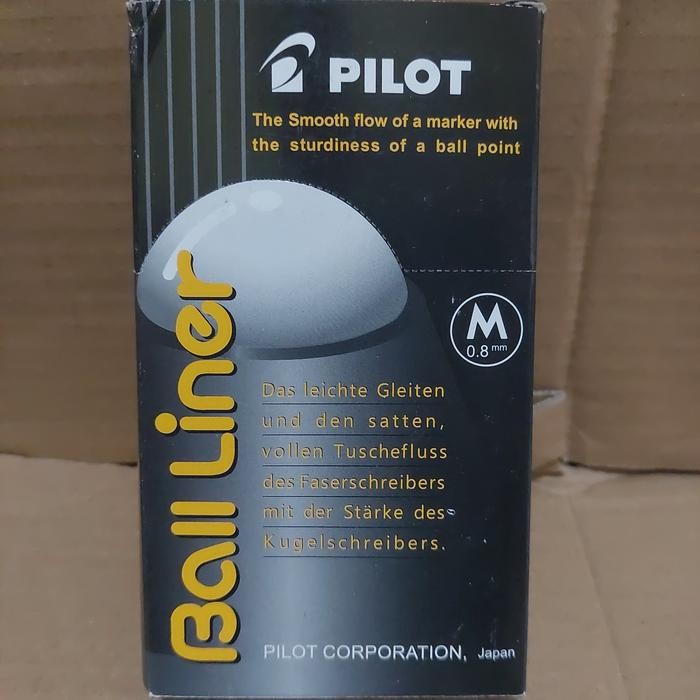 PILOT
The Smooth flow of a marker with
the sturdiness of a ball point
Ball Liner
M
0.8 mm
Das leichte Gleiten
und den satten,
vollen Tuschefluss
des Faserschreibers
mit der Stärke des
Kugelschreibers.
PILOT CORPORATION, Japan